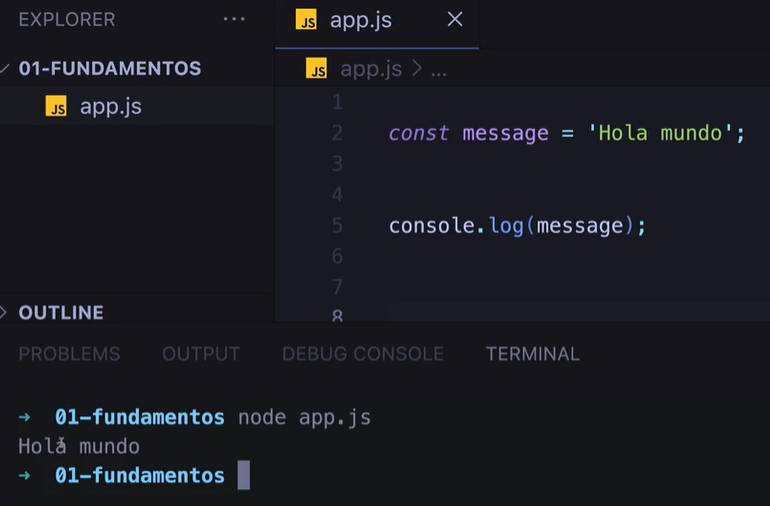 EXPLORER ...
JS app.js ×
01-FUNDAMENTOS
JS app.js > ...
JS app.js
1
2 const message = 'Hola mundo';
3
4
5 console.log(message);
6
7
8
OUTLINE
PROBLEMS OUTPUT DEBUG CONSOLE TERMINAL
→ 01-fundamentos node app.js
Hola mundo
→ 01-fundamentos